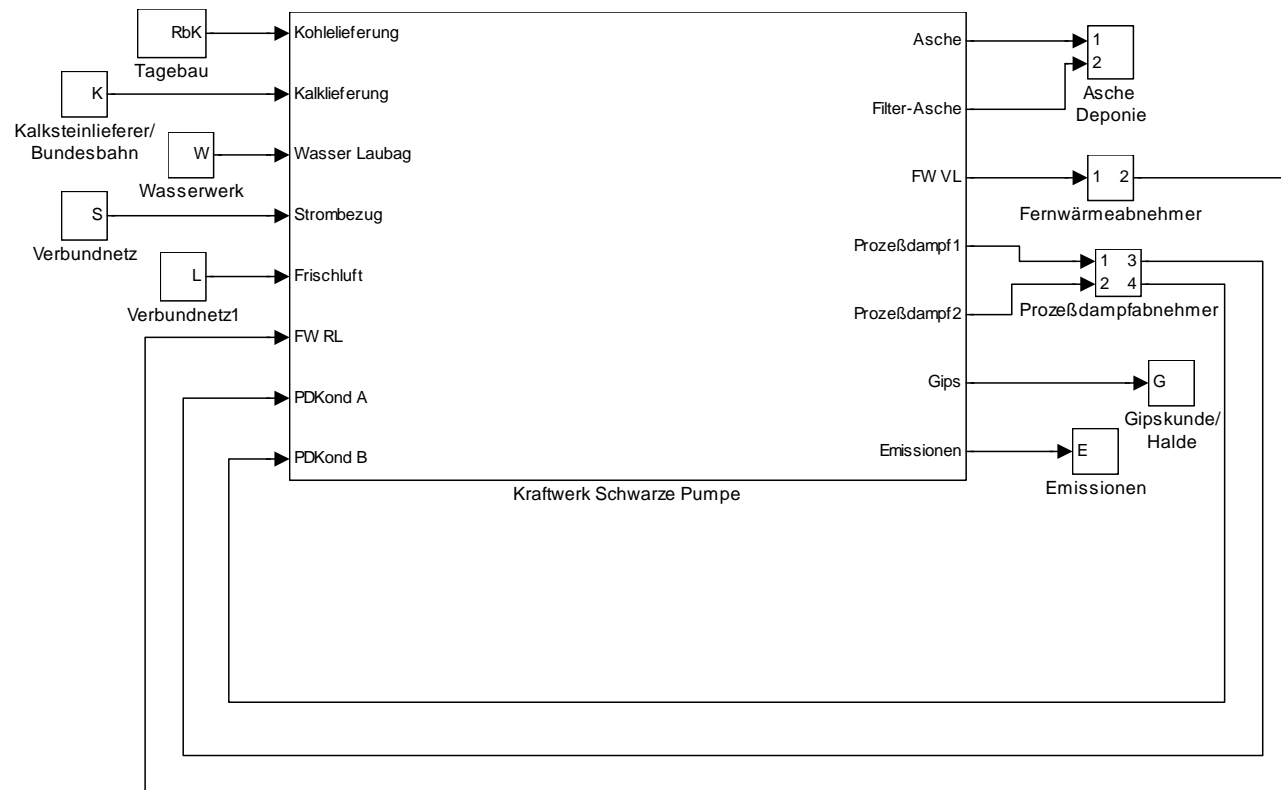 RbK
Tagebau
K
Kalksteinlieferer/
Bundesbahn
W
Wasserwerk
S
Verbundnetz
L
Verbundnetz1
Kohlelieferung
Kalklieferung
Wasser Laubag
Strombezug
Frischluft
FW RL
PDKond A
PDKond B
Asche
Filter-Asche
FW VL
Prozeßdampf1
Prozeßdampf2
Gips
Emissionen
Kraftwerk Schwarze Pumpe
1
2
Asche
Deponie
1 2
Fernwärmeabnehmer
1 3
2 4
Prozeßdampfabnehmer
G
Gipskunde/
Halde
E
Emissionen